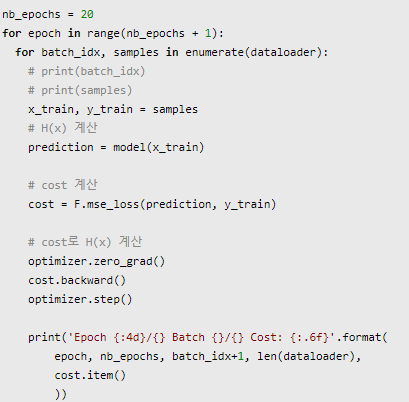 nb_epochs = 20
for epoch in range(nb_epochs + 1):
  for batch_idx, samples in enumerate(dataloader):
    # print(batch_idx)
    # print(samples)
    x_train, y_train = samples
    # H(x) 계산
    prediction = model(x_train)

    # cost 계산
    cost = F.mse_loss(prediction, y_train)

    # cost로 H(x) 계산
    optimizer.zero_grad()
    cost.backward()
    optimizer.step()

    print('Epoch {:4d}/{} Batch {}/{} Cost: {:.6f}'.format(
        epoch, nb_epochs, batch_idx+1, len(dataloader),
        cost.item()
        ))